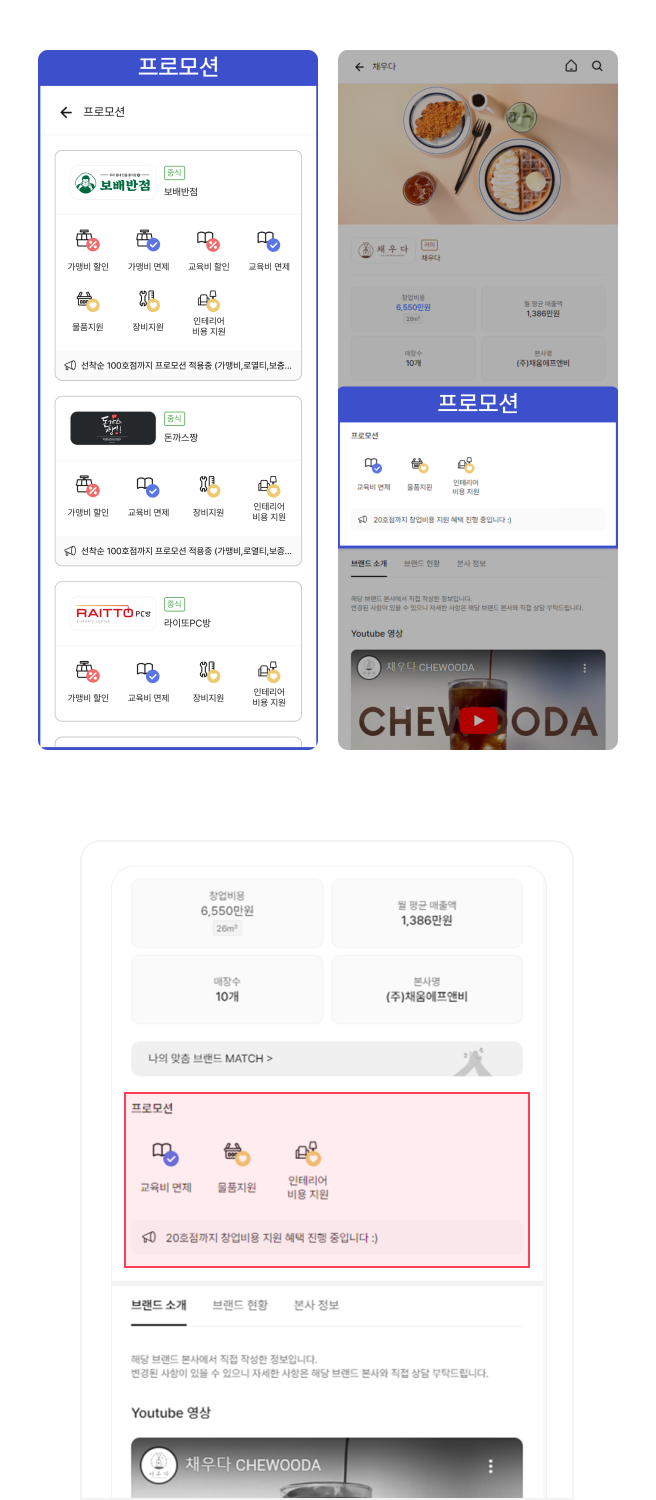 프로모션
프로모션
보배반점
중식
보배반점
가맹비 할인
가맹비 면제
교육비 할인
교육비 면제
물품지원
장비지원
인테리어
비용 지원
선착순 100호점까지 프로모션 적용중 (가맹비,로열티,보증...
돈까스
짱!
중식
돈까스짱
가맹비 할인
교육비 면제
장비지원
인테리어
비용 지원
선착순 100호점까지 프로모션 적용중 (가맹비,로열티,보증...
RAITTO PC방
중식
라이또PC방
가맹비 할인
교육비 면제
장비지원
인테리어
비용 지원
채우다
채우다
커피
채우다
창업비용
6,550만원
26m²
월 평균 매출액
1,386만원
매장수
10개
본사명
(주)채움에프앤비
프로모션
프로모션
교육비 면제
물품지원
인테리어
비용 지원
20호점까지 창업비용 지원 혜택 진행 중입니다 :)
브랜드 소개
브랜드 현황
본사 정보
해당 브랜드 본사에서 직접 작성한 정보입니다.
변경된 사항이 있을 수 있으니 자세한 사항은 해당 브랜드 본사와 직접 상담 부탁드립니다.
Youtube 영상
채우다 CHEWOODA
CHEWOODA
창업비용
6,550만원
26m²
월 평균 매출액
1,386만원
매장수
10개
본사명
(주)채움에프앤비
나의 맞춤 브랜드 MATCH >
프로모션
교육비 면제
물품지원
인테리어
비용 지원
20호점까지 창업비용 지원 혜택 진행 중입니다 :)
브랜드 소개
브랜드 현황
본사 정보
해당 브랜드 본사에서 직접 작성한 정보입니다.
변경된 사항이 있을 수 있으니 자세한 사항은 해당 브랜드 본사와 직접 상담 부탁드립니다.
Youtube 영상
채우다
채우다 CHEWOODA